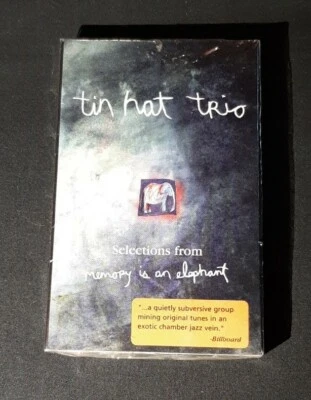 tin hat trio
Selections from
memory is an elephant
"...a quietly subversive group
mining original tunes in an
exotic chamber jazz vein."
-Billboard